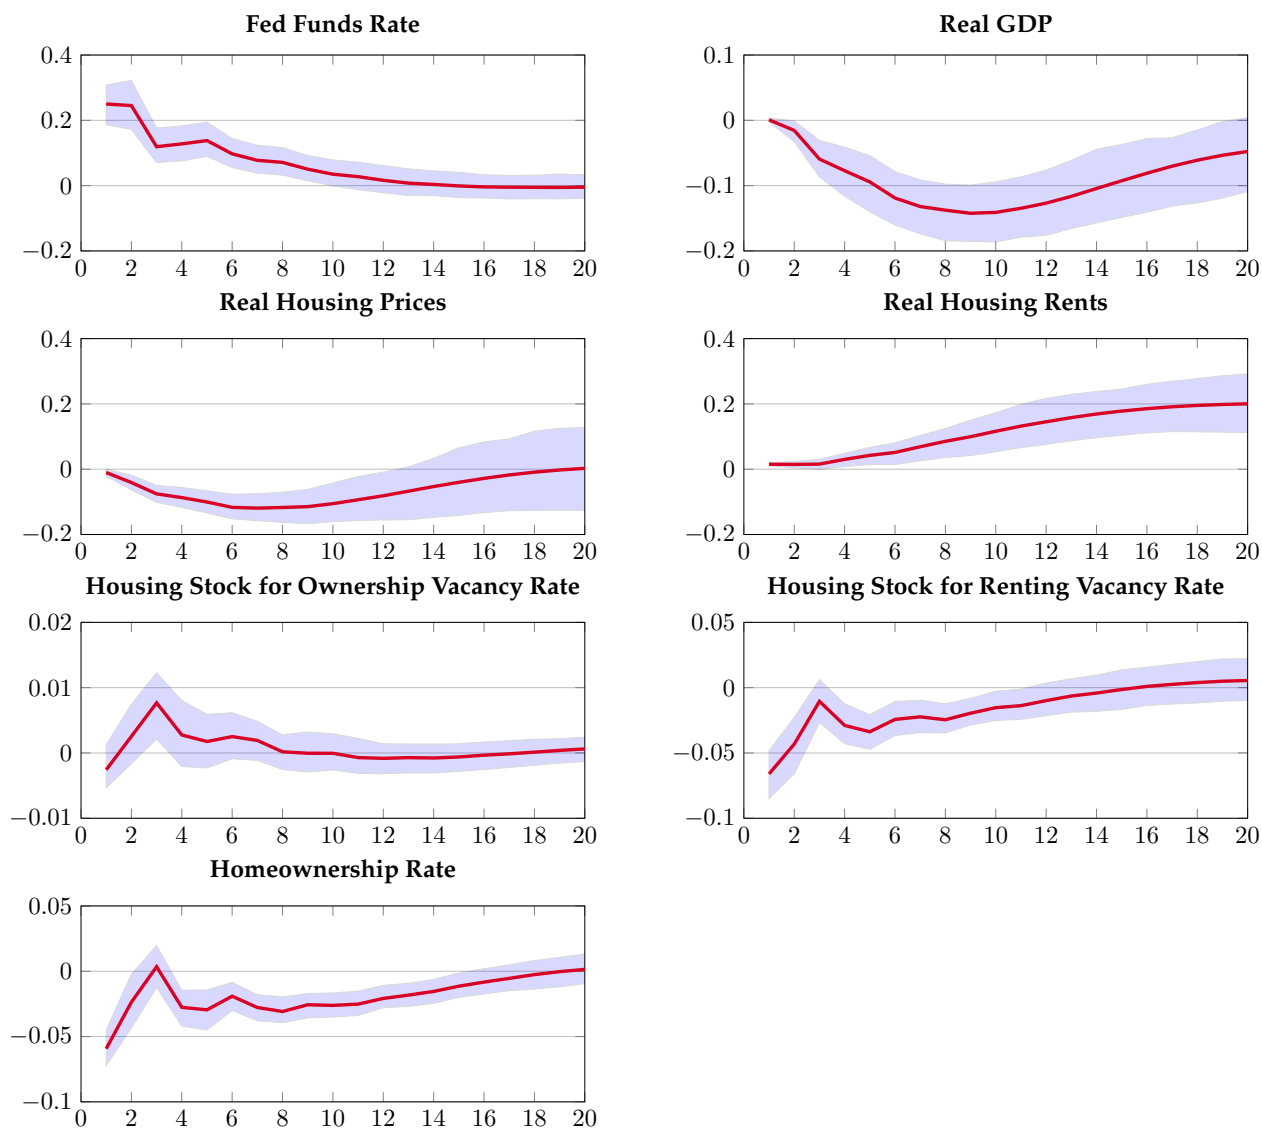 Fed Funds Rate
0.4
0.2
0
−0.2
0 2 4 6 8 10 12 14 16 18 20
Real GDP
0.1
0
−0.1
−0.2
0 2 4 6 8 10 12 14 16 18 20
Real Housing Prices
0.4
0.2
0
−0.2
0 2 4 6 8 10 12 14 16 18 20
Real Housing Rents
0.4
0.2
0
−0.2
0 2 4 6 8 10 12 14 16 18 20
Housing Stock for Ownership Vacancy Rate
0.02
0.01
0
−0.01
0 2 4 6 8 10 12 14 16 18 20
Housing Stock for Renting Vacancy Rate
0.05
0
−0.05
−0.1
0 2 4 6 8 10 12 14 16 18 20
Homeownership Rate
0.05
0
−0.05
−0.1
0 2 4 6 8 10 12 14 16 18 20